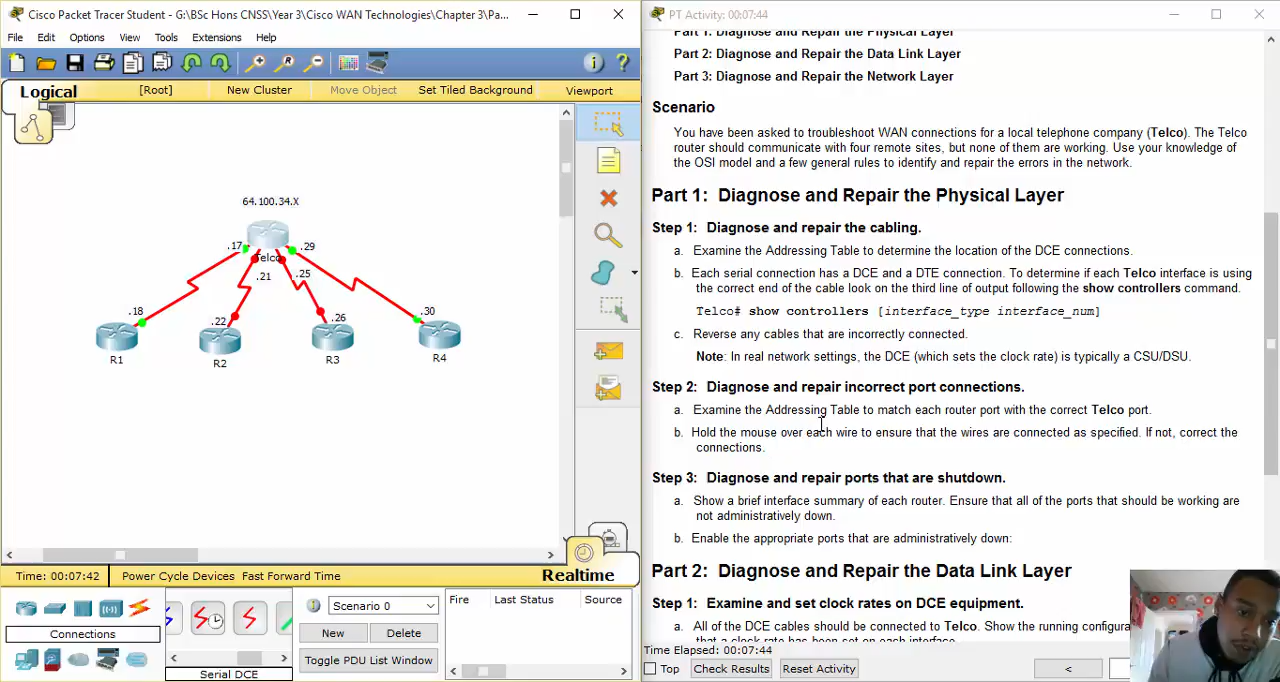 Cisco Packet Tracer Student - G:\BSc Hons CNSS\Year 3\Cisco WAN Technologies\Chapter 3\Pa...
File Edit Options View Tools Extensions Help
Logical [Root] New Cluster Move Object Set Tiled Background Viewport
64.100.34.X
.17 .29
Telco
.21 .25
.18 .22 .26 .30
R1 R2 R3 R4
Time: 00:07:42 Power Cycle Devices Fast Forward Time Realtime
Scenario 0
New Delete
Toggle PDU List Window
Fire Last Status Source
Connections
Serial DCE
PT Activity: 00:07:44
Part 1: Diagnose and Repair the Physical Layer
Part 2: Diagnose and Repair the Data Link Layer
Part 3: Diagnose and Repair the Network Layer
Scenario
You have been asked to troubleshoot WAN connections for a local telephone company (Telco). The Telco
router should communicate with four remote sites, but none of them are working. Use your knowledge of
the OSI model and a few general rules to identify and repair the errors in the network.
Part 1: Diagnose and Repair the Physical Layer
Step 1: Diagnose and repair the cabling.
a. Examine the Addressing Table to determine the location of the DCE connections.
b. Each serial connection has a DCE and a DTE connection. To determine if each Telco interface is using
the correct end of the cable look on the third line of output following the show controllers command.
Telco# show controllers [interface_type interface_num]
c. Reverse any cables that are incorrectly connected.
Note: In real network settings, the DCE (which sets the clock rate) is typically a CSU/DSU.
Step 2: Diagnose and repair incorrect port connections.
a. Examine the Addressing Table to match each router port with the correct Telco port.
b. Hold the mouse over each wire to ensure that the wires are connected as specified. If not, correct the
connections.
Step 3: Diagnose and repair ports that are shutdown.
a. Show a brief interface summary of each router. Ensure that all of the ports that should be working are
not administratively down.
b. Enable the appropriate ports that are administratively down:
Part 2: Diagnose and Repair the Data Link Layer
Step 1: Examine and set clock rates on DCE equipment.
a. All of the DCE cables should be connected to Telco. Show the running configura
that a clock rate has been set on each interface.
Time Elapsed: 00:07:44
Top Check Results Reset Activity <